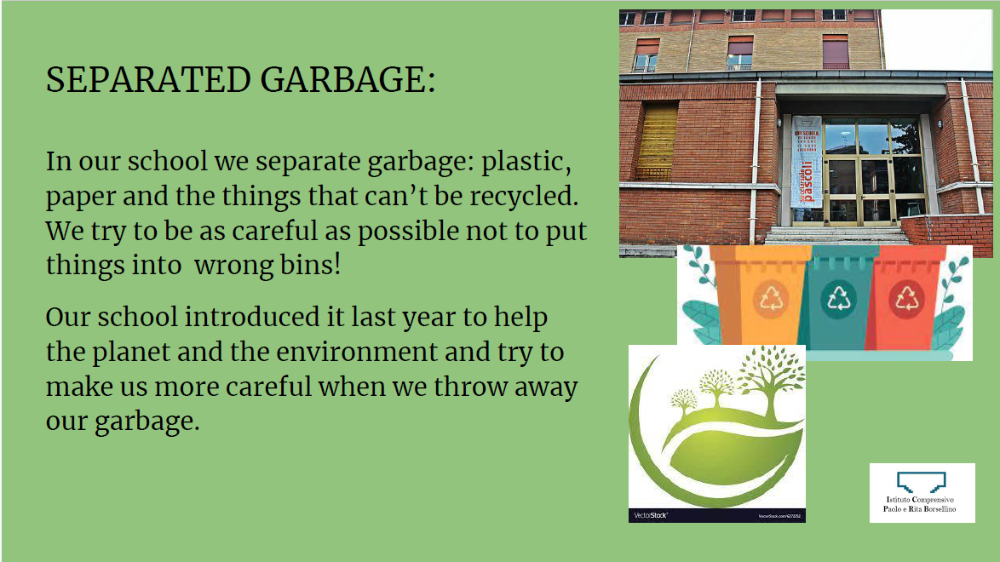 SEPARATED GARBAGE:
In our school we separate garbage: plastic,
paper and the things that can’t be recycled.
We try to be as careful as possible not to put
things into  wrong bins!
Our school introduced it last year to help
the planet and the environment and try to
make us more careful when we throw away
our garbage.
pascoli
VectorStock®
VectorStock.com/6272252
Istituto Comprensivo
Paolo e Rita Borsellino